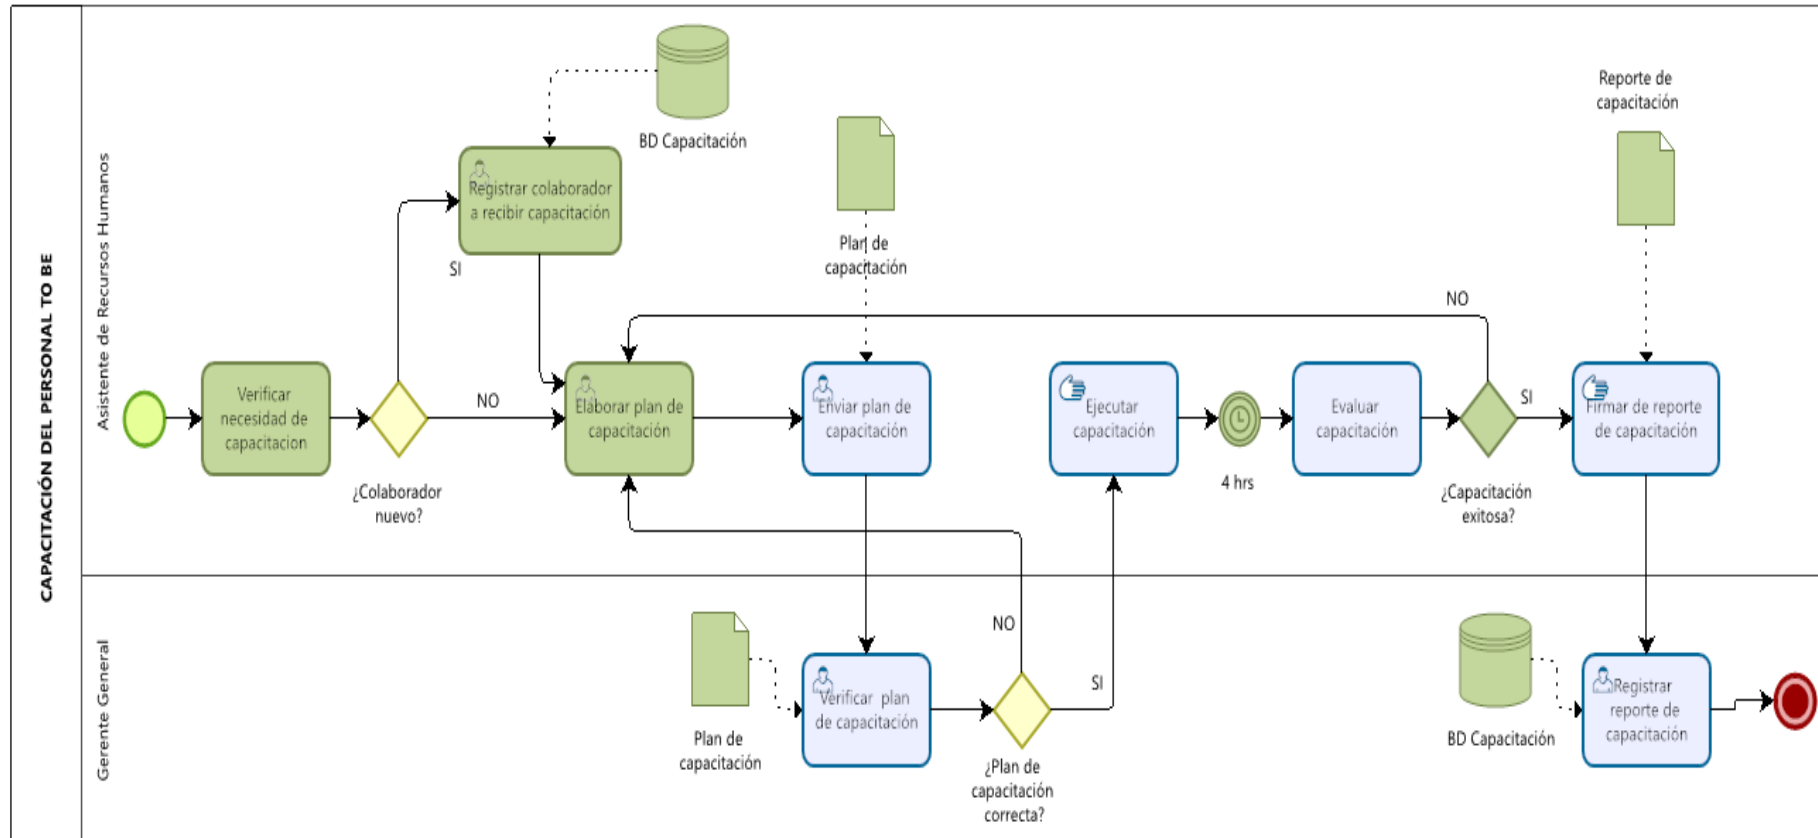 CAPACITACIÓN DEL PERSONAL TO BE
Asistente de Recursos Humanos
BD Capacitación
Reporte de
capacitación
Registrar colaborador
a recibir capacitación
SI
Plan de
capacitación
NO
Verificar
necesidad de
capacitacion
¿Colaborador
nuevo?
NO
Elaborar plan de
capacitación
Enviar plan de
capacitación
Ejecutar
capacitación
4 hrs
Evaluar
capacitación
¿Capacitación
exitosa?
SI
Firmar de reporte
de capacitación
Gerente General
Plan de
capacitación
Verificar plan
de capacitación
NO
SI
¿Plan de
capacitación
correcta?
BD Capacitación
Registrar
reporte de
capacitación